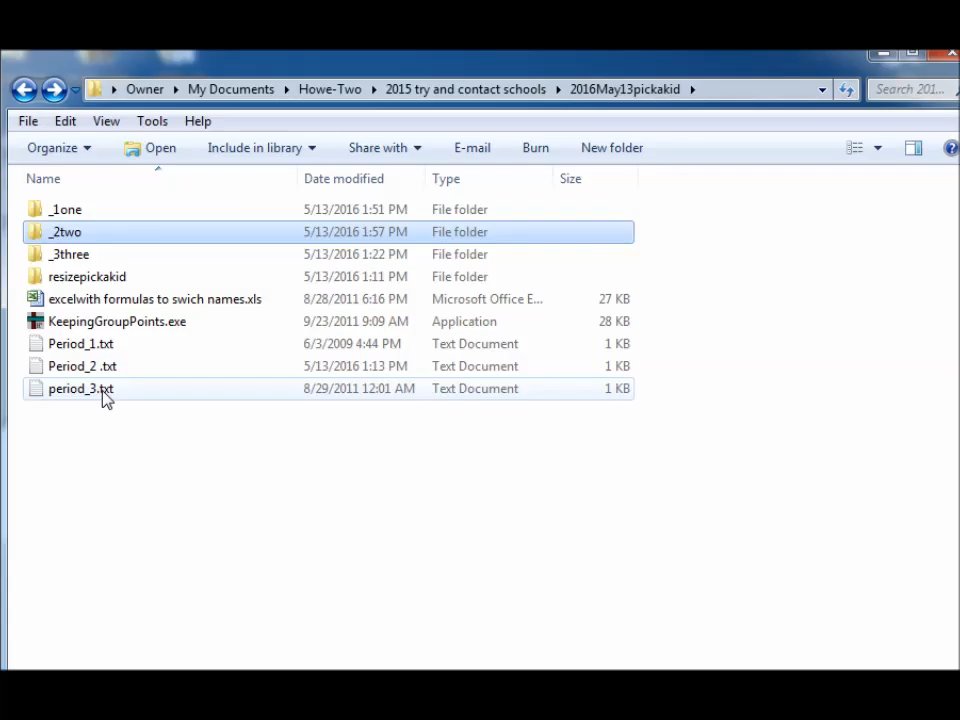 Owner ▸ My Documents ▸ Howe-Two ▸ 2015 try and contact schools ▸ 2016May13pickakid ▸ Search 201...
File Edit View Tools Help
Organize Open Include in library Share with E-mail Burn New folder
Name Date modified Type Size
_1one 5/13/2016 1:51 PM File folder
_2two 5/13/2016 1:57 PM File folder
_3three 5/13/2016 1:22 PM File folder
resizepickakid 5/13/2016 1:11 PM File folder
excelwith formulas to swich names.xls 8/28/2011 6:16 PM Microsoft Office E... 27 KB
KeepingGroupPoints.exe 9/23/2011 9:09 AM Application 28 KB
Period_1.txt 6/3/2009 4:44 PM Text Document 1 KB
Period_2 .txt 5/13/2016 1:13 PM Text Document 1 KB
period_3.txt 8/29/2011 12:01 AM Text Document 1 KB